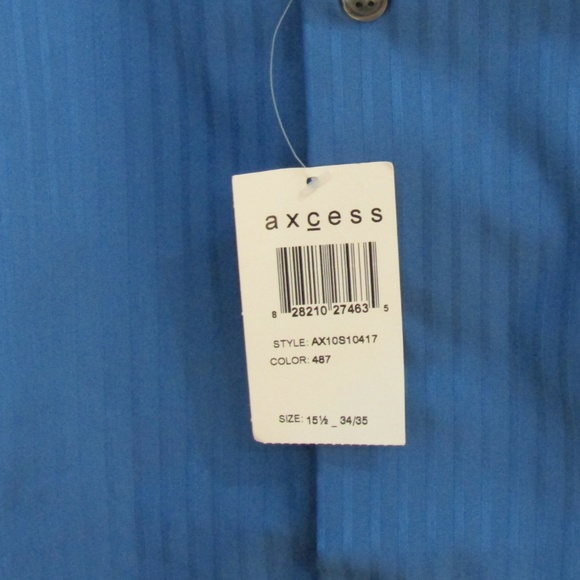 axcess
8 28210 27463 5
STYLE: AX10S10417
COLOR: 487
SIZE: 15½ _ 34/35